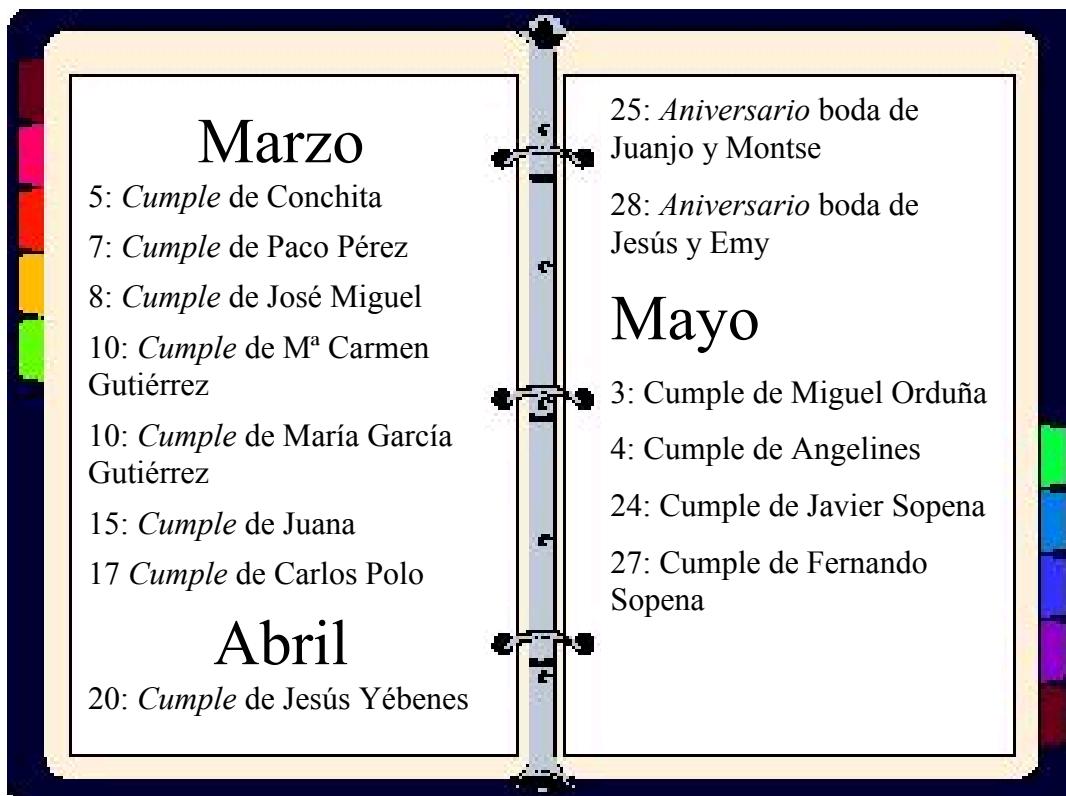 Marzo
5: Cumple de Conchita
7: Cumple de Paco Pérez
8: Cumple de José Miguel
10: Cumple de Mª Carmen
Gutiérrez
10: Cumple de María García
Gutiérrez
15: Cumple de Juana
17 Cumple de Carlos Polo
Abril
20: Cumple de Jesús Yébenes
25: Aniversario boda de
Juanjo y Montse
28: Aniversario boda de
Jesús y Emy
Mayo
3: Cumple de Miguel Orduña
4: Cumple de Angelines
24: Cumple de Javier Sopena
27: Cumple de Fernando
Sopena